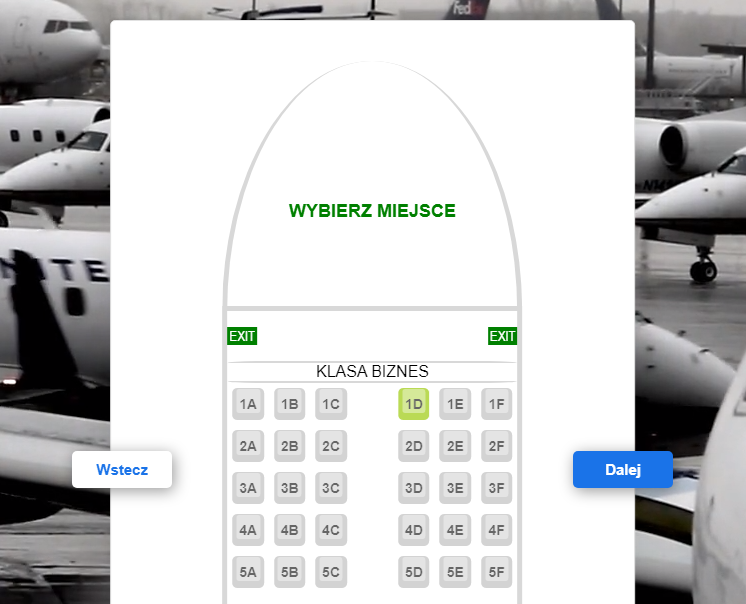 FedEx
WYBIERZ MIEJSCE
EXIT EXIT
KLASA BIZNES
1A 1B 1C 1D 1E 1F
2A 2B 2C 2D 2E 2F
Wstecz Dalej
3A 3B 3C 3D 3E 3F
4A 4B 4C 4D 4E 4F
5A 5B 5C 5D 5E 5F